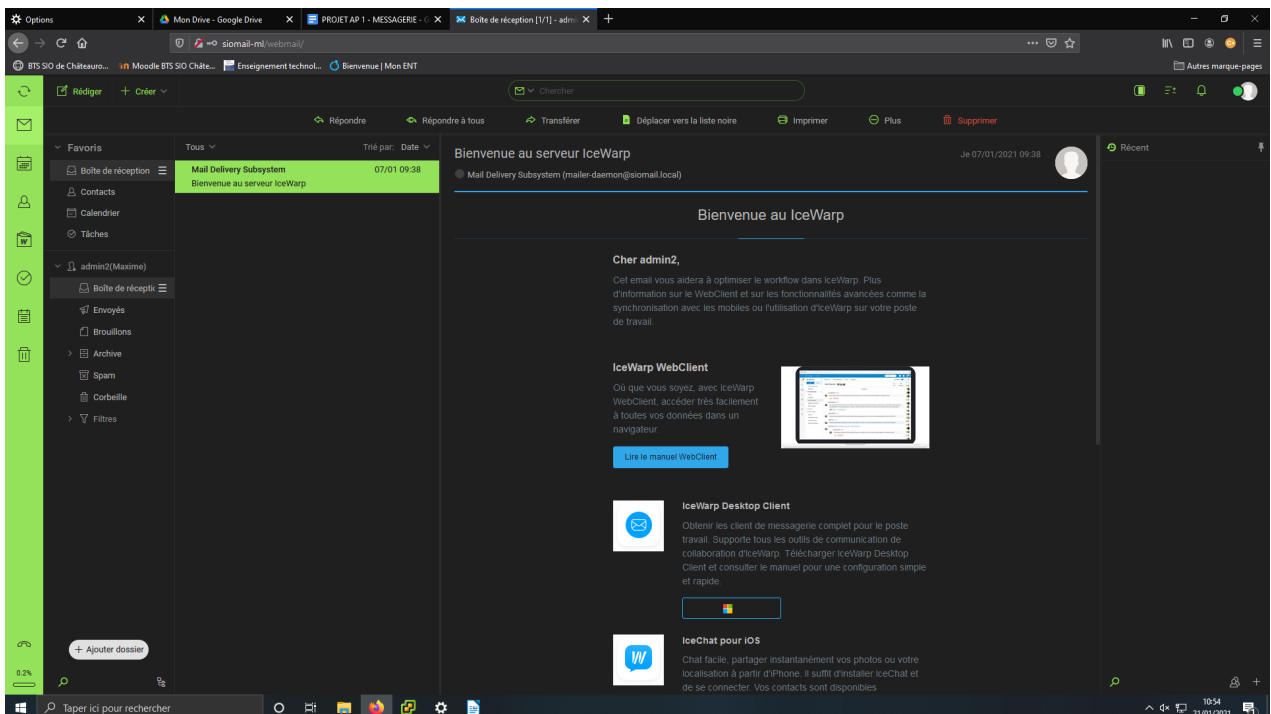 Options
Mon Drive - Google Drive
PROJET AP 1 - MESSAGERIE - G
Boîte de réception [1/1] - admi
siomail-ml/webmail/
BTS SIO de Châteauro...
Moodle BTS SIO Châte...
Enseignement technol...
Bienvenue | Mon ENT
Autres marque-pages
Rédiger
+ Créer
Chercher
Répondre
Répondre à tous
Transférer
Déplacer vers la liste noire
Imprimer
Plus
Supprimer
Favoris
Boîte de réception
Contacts
Calendrier
Tâches
admin2(Maxime)
Boîte de réceptic
Envoyés
Brouillons
Archive
Spam
Corbeille
Filtres
+ Ajouter dossier
0.2%
Tous
Trié par: Date
Mail Delivery Subsystem 07/01 09:38
Bienvenue au serveur IceWarp
Bienvenue au serveur IceWarp
Je 07/01/2021 09:38
Mail Delivery Subsystem (mailer-daemon@siomail.local)
Bienvenue au IceWarp
Cher admin2,
Cet email vous aidera à optimiser le workflow dans IceWarp. Plus
d'information sur le WebClient et sur les fonctionnalités avancées comme la
synchronisation avec les mobiles ou l'utilisation d'IceWarp sur votre poste
de travail.
IceWarp WebClient
Où que vous soyez, avec IceWarp
WebClient, accéder très facilement
à toutes vos données dans un
navigateur.
Lire le manuel WebClient
IceWarp Desktop Client
Obtenir les client de messagerie complet pour le poste
travail. Supporte tous les outils de communication de
collaboration d'IceWarp. Télécharger IceWarp Desktop
Client et consulter le manuel pour une configuration simple
et rapide.
IceChat pour iOS
Chat facile, partager instantanément vos photos ou votre
localisation à partir d'iPhone. Il suffit d'installer IceChat et
de se connecter. Vos contacts sont disponibles
Récent
Taper ici pour rechercher
10:54
21/01/2021